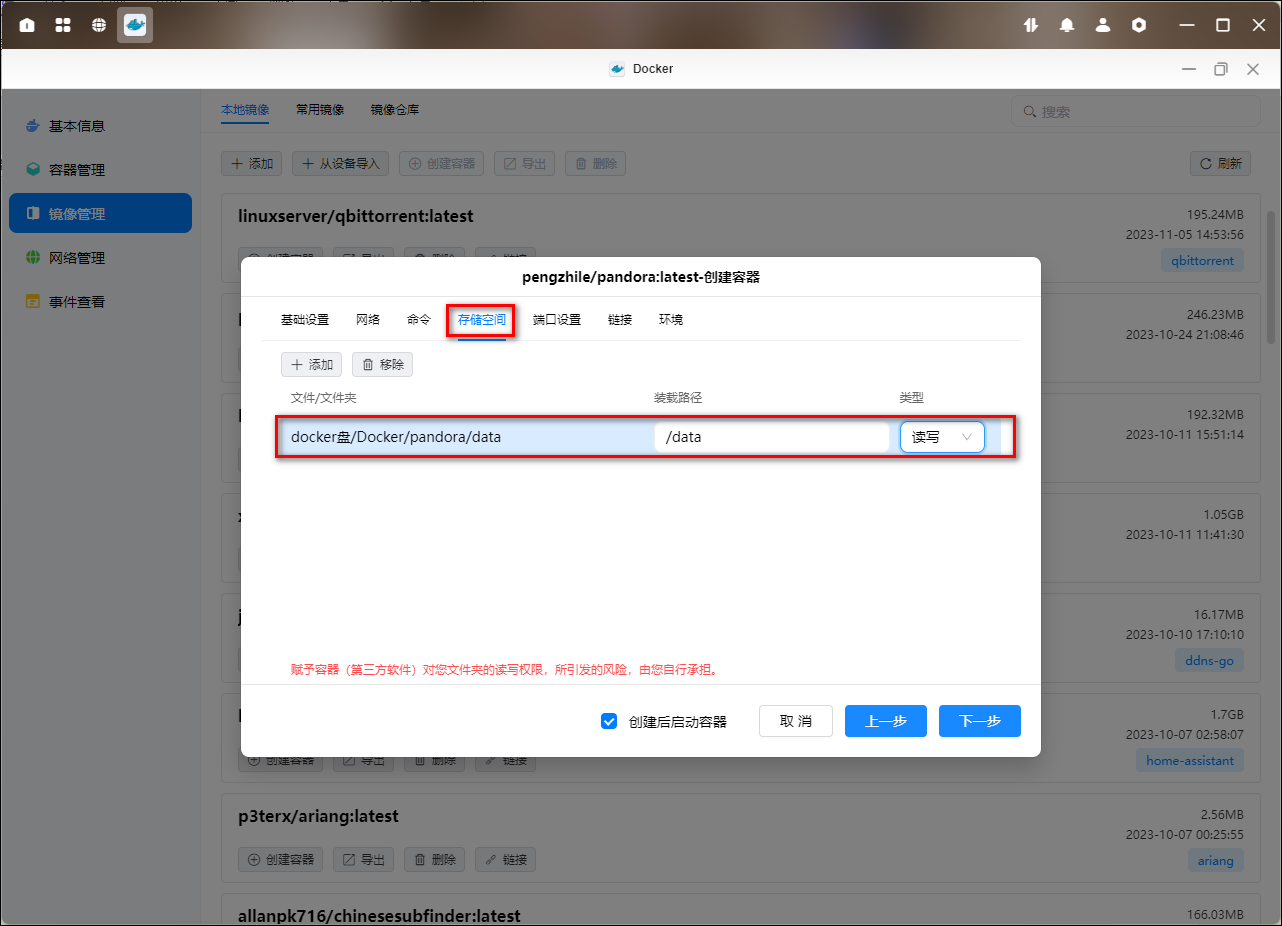 Docker
基本信息
容器管理
镜像管理
网络管理
事件查看
本地镜像 常用镜像 镜像仓库
搜索
添加 从设备导入 创建容器 导出 删除 刷新
linuxserver/qbittorrent:latest
195.24MB
2023-11-05 14:53:56
qbittorrent
创建容器 导出 删除 链接
pengzhile/pandora:latest-创建容器
基础设置 网络 命令 存储空间 端口设置 链接 环境
添加 移除
文件/文件夹 装载路径 类型
docker盘/Docker/pandora/data /data 读写
赋予容器（第三方软件）对您文件夹的读写权限，所引发的风险，由您自行承担。
创建后启动容器 取 消 上一步 下一步
246.23MB
2023-10-24 21:08:46
192.32MB
2023-10-11 15:51:14
1.05GB
2023-10-11 11:41:30
16.17MB
2023-10-10 17:10:10
ddns-go
1.7GB
2023-10-07 02:58:07
home-assistant
创建容器 导出 删除 链接
p3terx/ariang:latest
2.56MB
2023-10-07 00:25:55
ariang
创建容器 导出 删除 链接
allanpk716/chinesesubfinder:latest
166.03MB